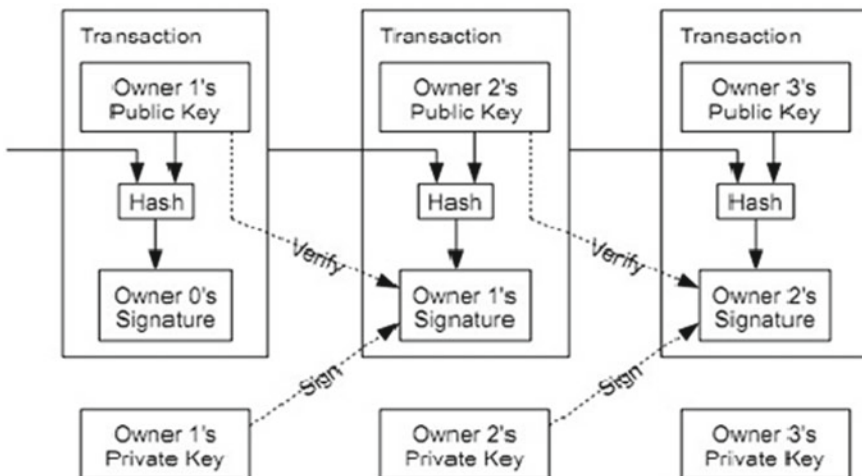 Transaction
Owner 1's
Public Key
Hash
Owner 0's
Signature
Transaction
Owner 2's
Public Key
Hash
Owner 1's
Signature
Transaction
Owner 3's
Public Key
Hash
Owner 2's
Signature
Verify
Verify
Sign
Sign
Owner 1's
Private Key
Owner 2's
Private Key
Owner 3's
Private Key